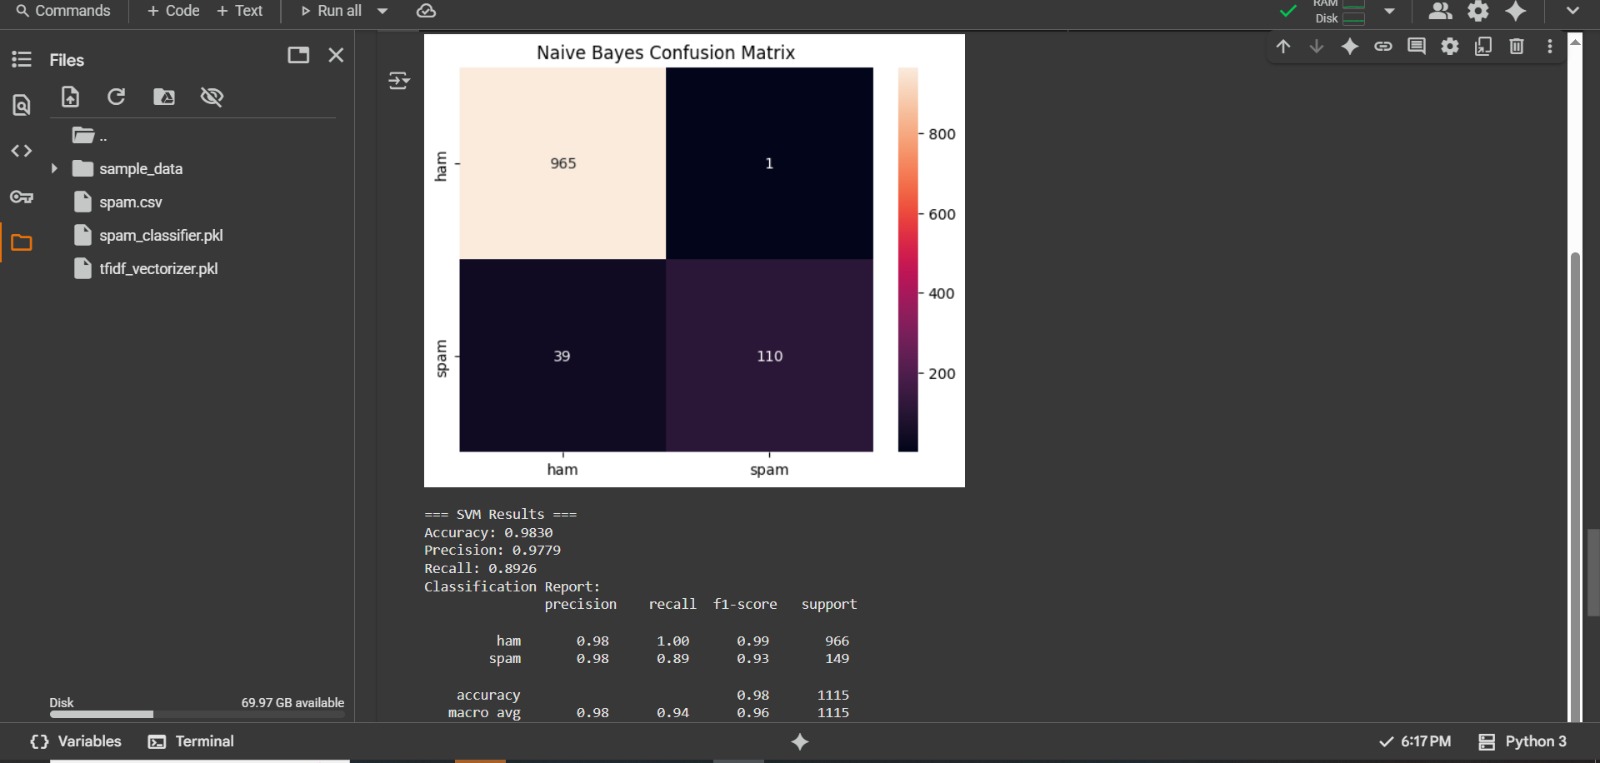 Commands + Code + Text Run all
RAM
Disk
Files
..
sample_data
spam.csv
spam_classifier.pkl
tfidf_vectorizer.pkl
Disk 69.97 GB available
Naive Bayes Confusion Matrix
ham
965
1
spam
39
110
ham
spam
800
600
400
200
=== SVM Results ===
Accuracy: 0.9830
Precision: 0.9779
Recall: 0.8926
Classification Report:
precision recall f1-score support
ham 0.98 1.00 0.99 966
spam 0.98 0.89 0.93 149
accuracy 0.98 1115
macro avg 0.98 0.94 0.96 1115
Variables Terminal
6:17 PM Python 3